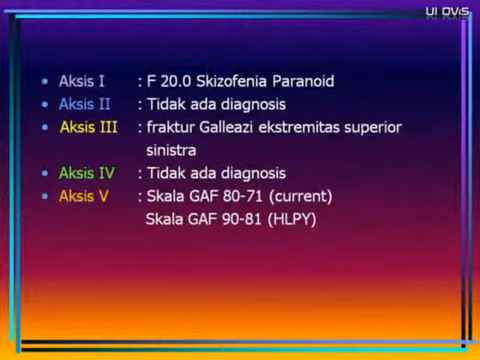 UI OViS
• Aksis I : F 20.0 Skizofenia Paranoid
• Aksis II : Tidak ada diagnosis
• Aksis III : fraktur Galleazi ekstremitas superior
sinistra
• Aksis IV : Tidak ada diagnosis
• Aksis V : Skala GAF 80-71 (current)
Skala GAF 90-81 (HLPY)